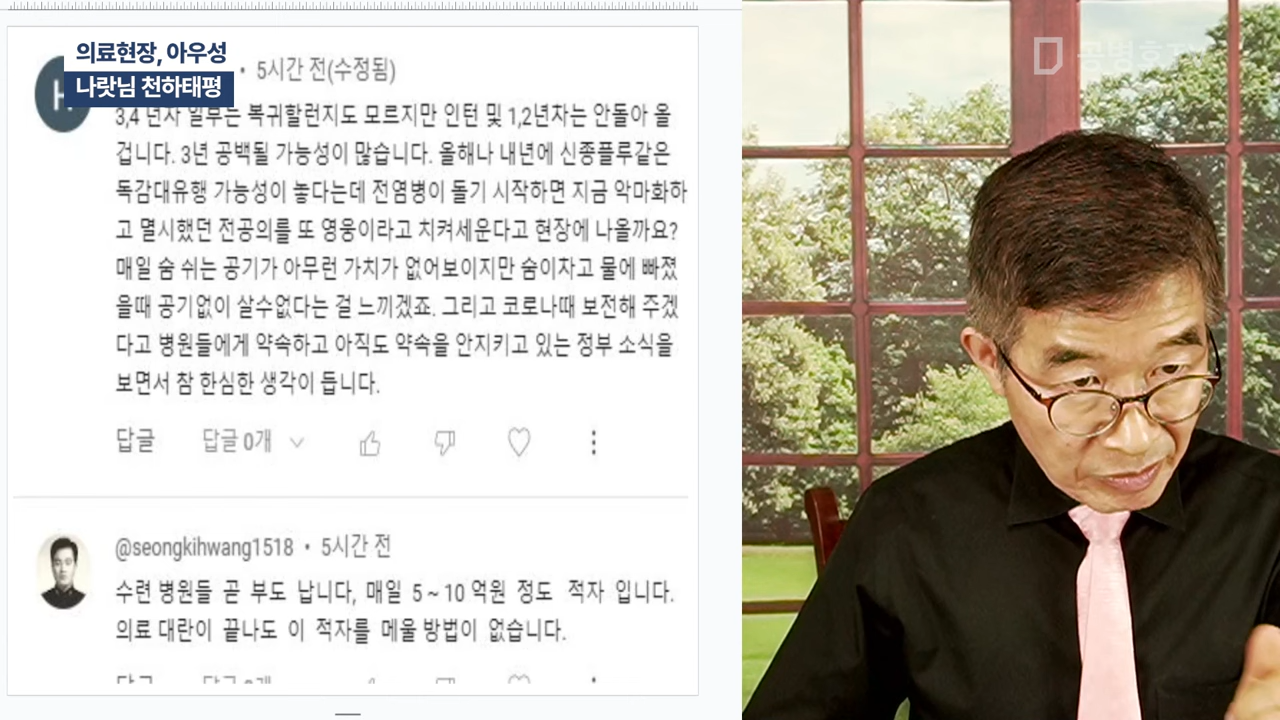 의료현장, 아우성
나랏님 천하태평
H
• 5시간 전(수정됨)
3,4 년차 일부는 복귀할런지도 모르지만 인턴 및 1,2년차는 안돌아 올
겁니다. 3년 공백될 가능성이 많습니다. 올해나 내년에 신종플루같은
독감대유행 가능성이 놓다는데 전염병이 돌기 시작하면 지금 악마화하
고 멸시했던 전공의를 또 영웅이라고 치켜세운다고 현장에 나올까요?
매일 숨 쉬는 공기가 아무런 가치가 없어보이지만 숨이차고 물에 빠졌
을때 공기없이 살수없다는 걸 느끼겠죠. 그리고 코로나때 보전해 주겠
다고 병원들에게 약속하고 아직도 약속을 안지키고 있는 정부 소식을
보면서 참 한심한 생각이 듭니다.
답글 답글 0개
@seongkihwang1518 • 5시간 전
수련 병원들 곧 부도 납니다, 매일 5 ~ 10 억원 정도 적자 입니다.
의료 대란이 끝나도 이 적자를 메울 방법이 없습니다.
답글 답글 0개
공병호TV